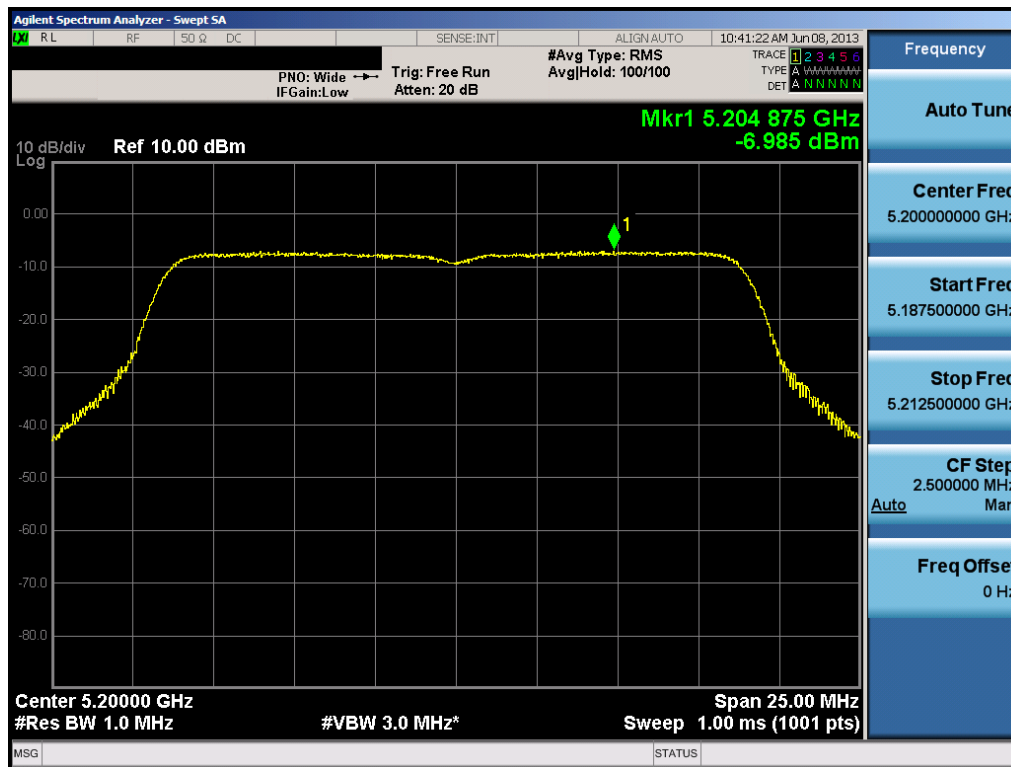 Agilent Spectrum Analyzer - Swept SA
LXI RL RF 50 Ω DC SENSE:INT ALIGN AUTO 10:41:22 AM Jun 08, 2013
PNO: Wide
IFGain:Low
Trig: Free Run
Atten: 20 dB
#Avg Type: RMS
Avg|Hold: 100/100
TRACE 1 2 3 4 5 6
TYPE A WWWWW
DET A N N N N N
Mkr1 5.204 875 GHz
-6.985 dBm
10 dB/div Ref 10.00 dBm
Log
0.00
-10.0
-20.0
-30.0
-40.0
-50.0
-60.0
-70.0
-80.0
1
Center 5.20000 GHz Span 25.00 MHz
#Res BW 1.0 MHz #VBW 3.0 MHz* Sweep 1.00 ms (1001 pts)
MSG STATUS
Frequency
Auto Tune
Center Freq
5.200000000 GHz
Start Freq
5.187500000 GHz
Stop Freq
5.212500000 GHz
CF Step
2.500000 MHz
Auto Man
Freq Offset
0 Hz